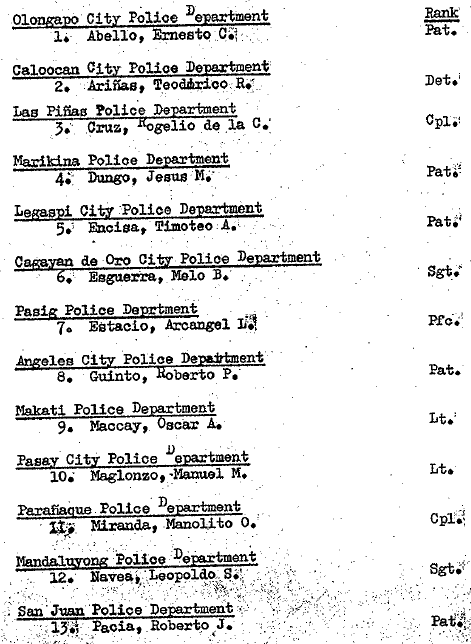 Olongapo City Police Department Rank
1. Abello, Ernesto C. Pat.
Caloocan City Police Department
2. Ariñas, Teodorico R. Det.
Las Piñas Police Department
3. Cruz, Rogelio de la C. Cpl.
Marikina Police Department
4. Dungo, Jesus M. Pat.
Legaspi City Police Department
5. Encisa, Timoteo A. Pat.
Cagayan de Oro City Police Department
6. Esguerra, Melo B. Sgt.
Pasig Police Deprtment
7. Estacio, Arcangel L. Pfc.
Angeles City Police Department
8. Guinto, Roberto P. Pat.
Makati Police Department
9. Maccay, Oscar A. Lt.
Pasay City Police Department
10. Maglonzo, Manuel M. Lt.
Parañaque Police Department
11. Miranda, Manolito O. Cpl.
Mandaluyong Police Department
12. Navea, Leopoldo S. Sgt.
San Juan Police Department
13. Pacia, Roberto J. Pat.